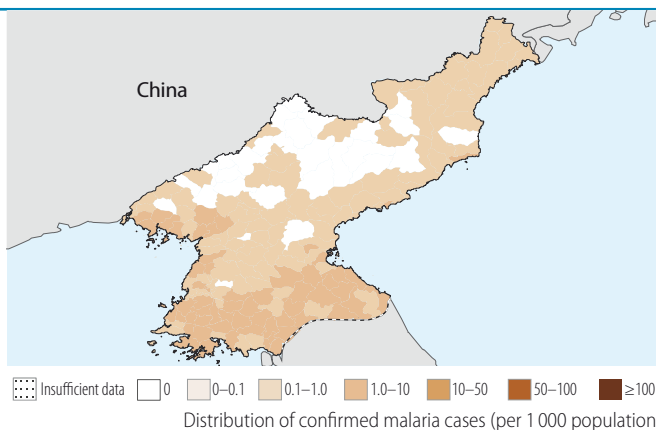 China
Insufficient data 0 0–0.1 0.1–1.0 1.0–10 10–50 50–100 ≥100
Distribution of confirmed malaria cases (per 1 000 population